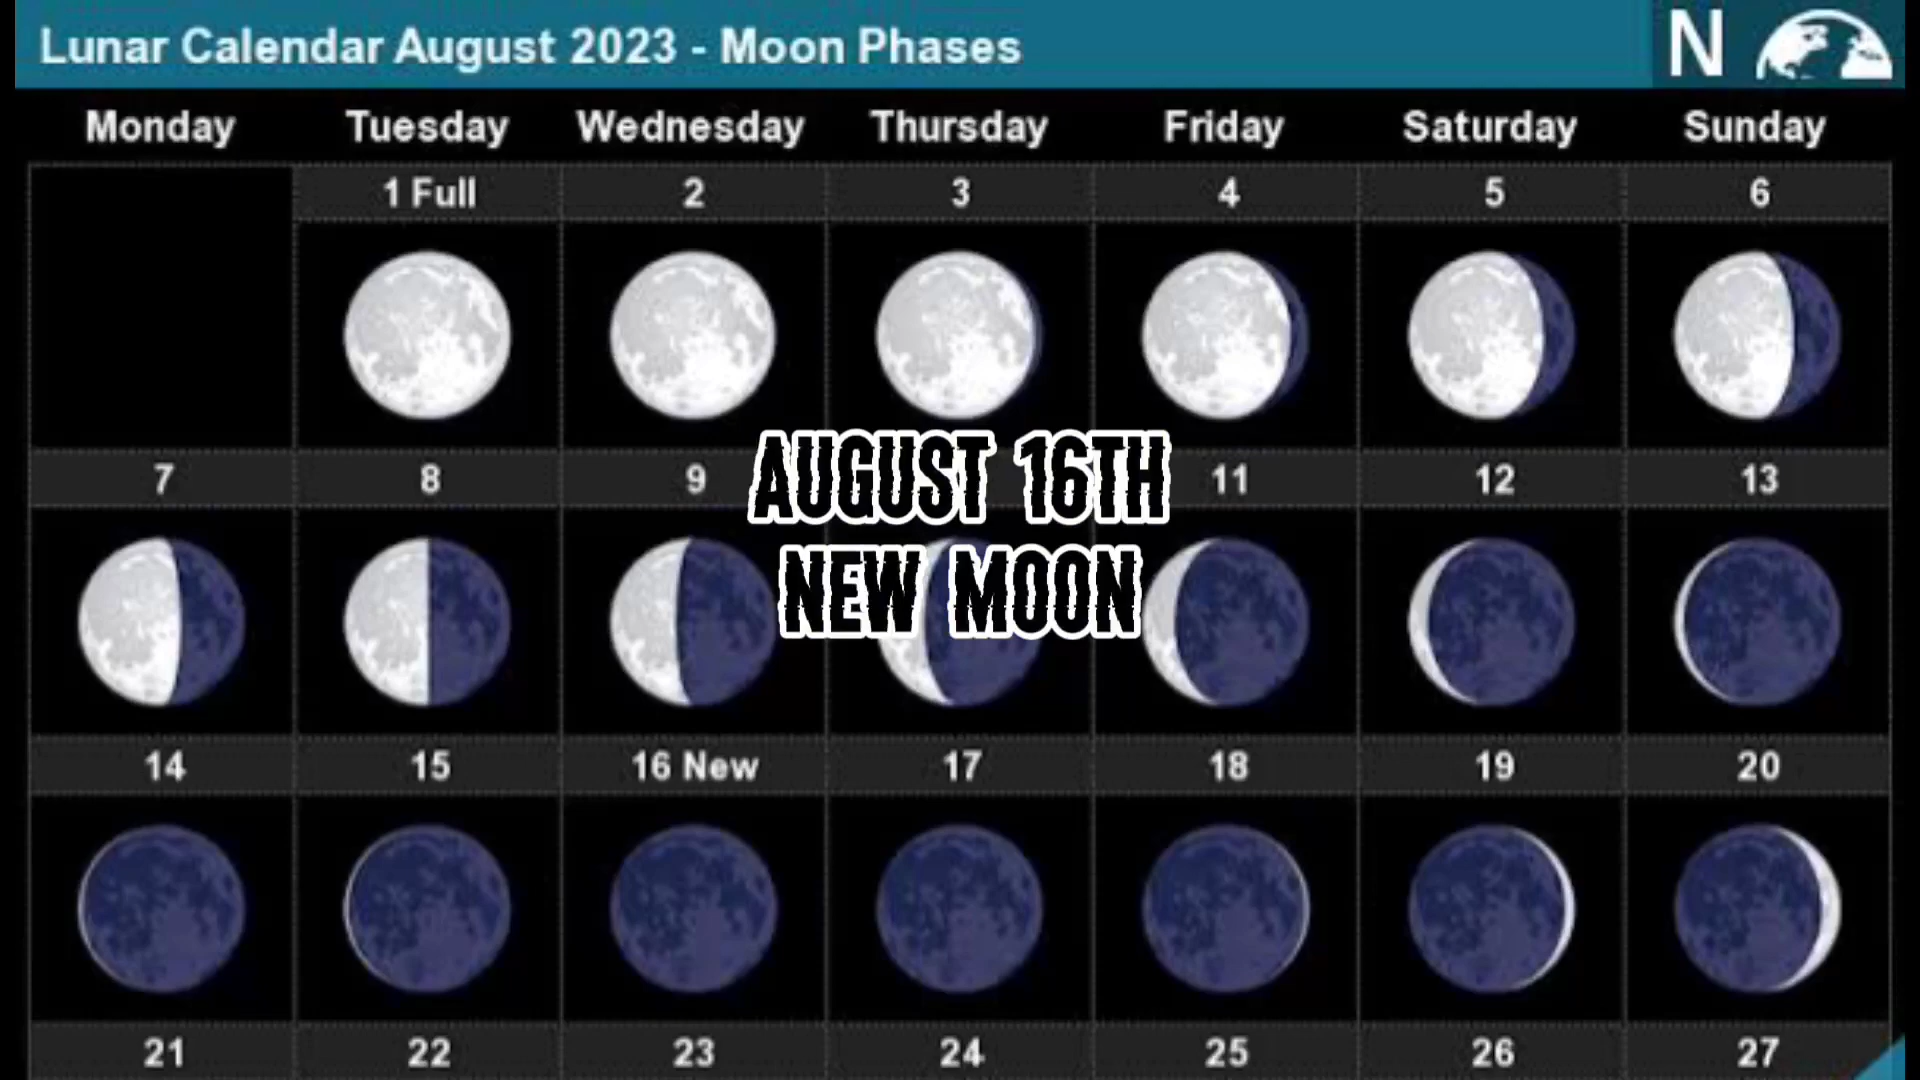 Lunar Calendar August 2023 - Moon Phases N
Monday Tuesday Wednesday Thursday Friday Saturday Sunday
1 Full 2 3 4 5 6
7 8 9 11 12 13
AUGUST 16TH
NEW MOON
14 15 16 New 17 18 19 20
21 22 23 24 25 26 27